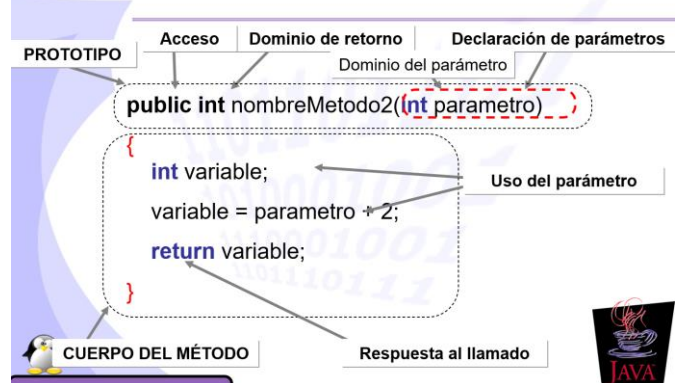 PROTOTIPO
Acceso
Dominio de retorno
Declaración de parámetros
Dominio del parámetro
public int nombreMetodo2(int parametro)
{
int variable;
Uso del parámetro
variable = parametro + 2;
return variable;
}
CUERPO DEL MÉTODO
Respuesta al llamado
JAVA